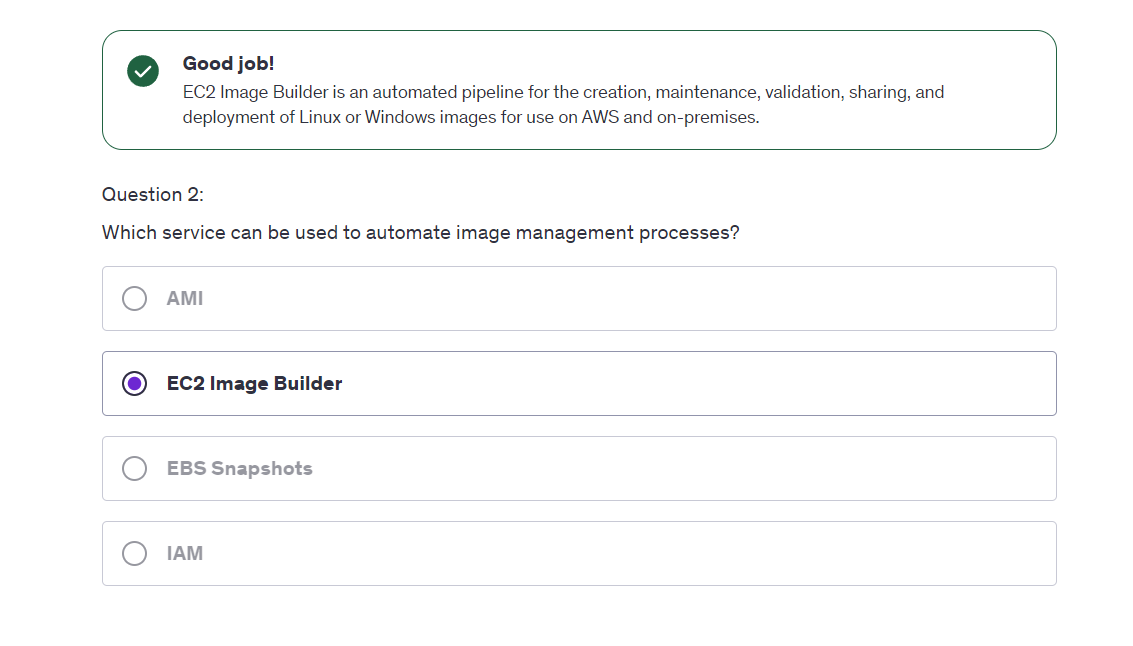 Good job!
EC2 Image Builder is an automated pipeline for the creation, maintenance, validation, sharing, and
deployment of Linux or Windows images for use on AWS and on-premises.
Question 2:
Which service can be used to automate image management processes?
AMI
EC2 Image Builder
EBS Snapshots
IAM